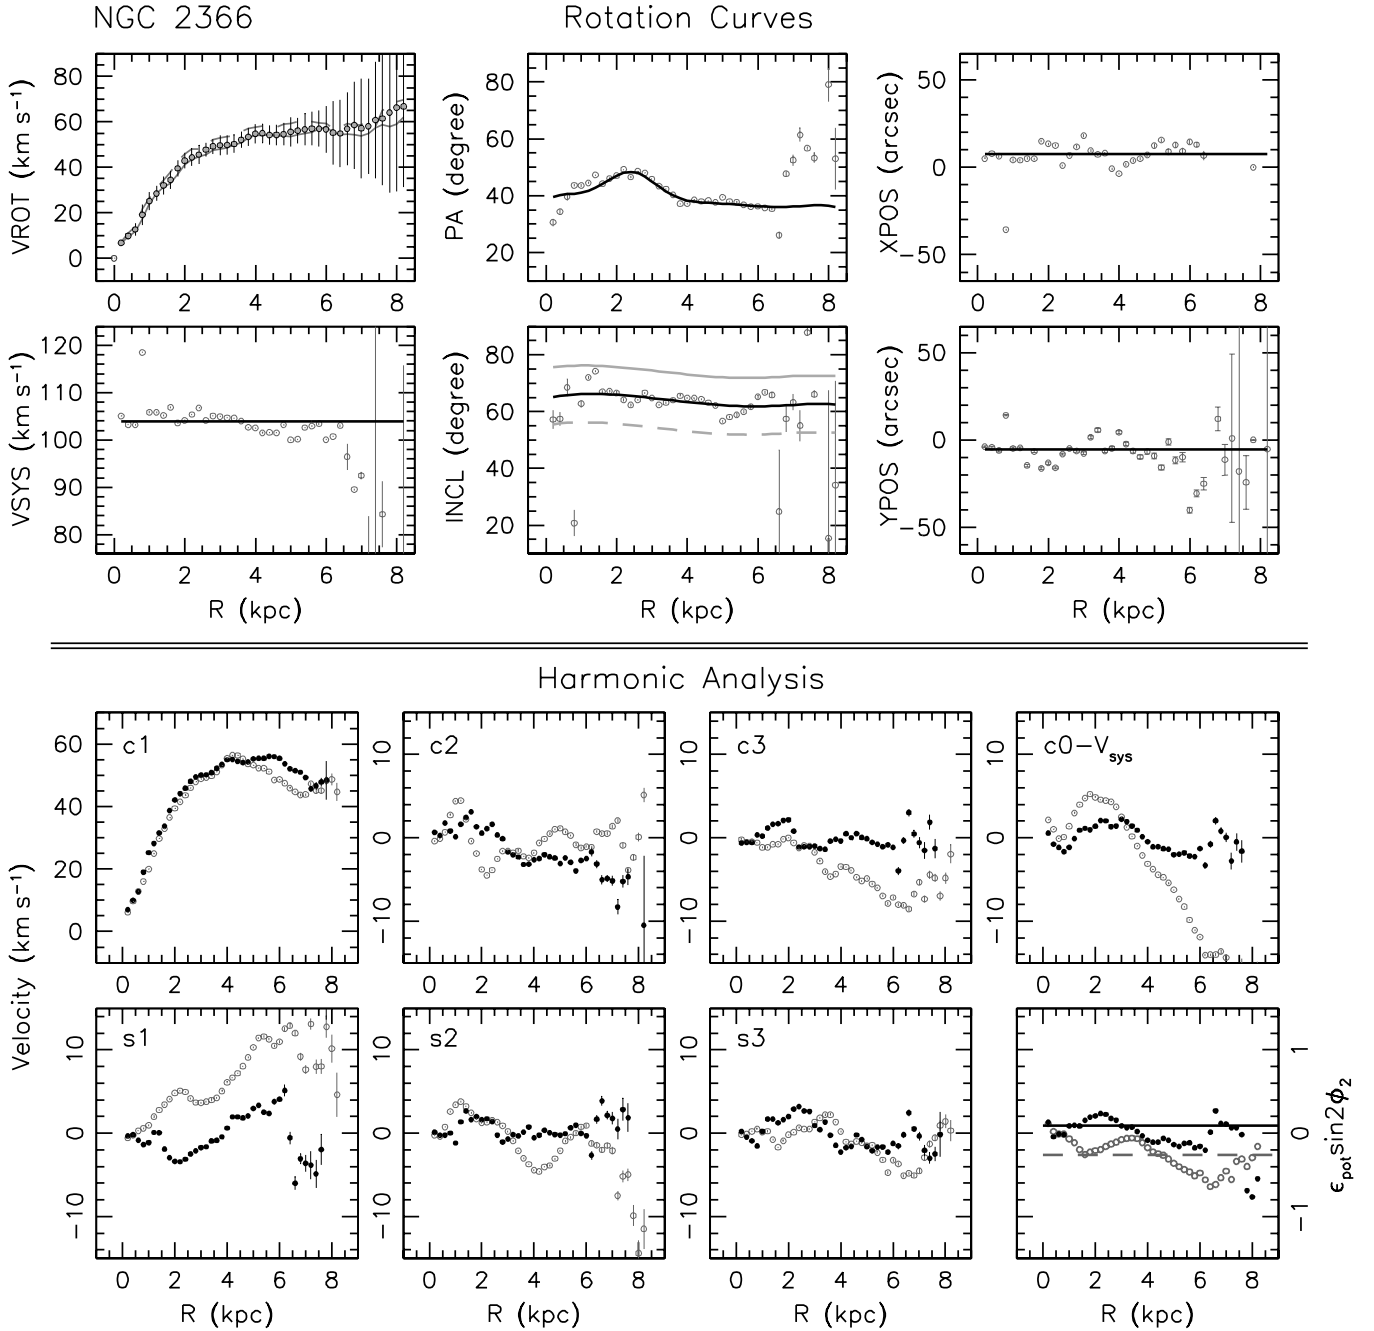 NGC 2366 Rotation Curves
VROT (km s⁻¹)
80
60
40
20
0
0 2 4 6 8
PA (degree)
80
60
40
20
0 2 4 6 8
XPOS (arcsec)
50
0
−50
0 2 4 6 8
VSYS (km s⁻¹)
120
110
100
90
80
0 2 4 6 8
R (kpc)
INCL (degree)
80
60
40
20
0 2 4 6 8
R (kpc)
YPOS (arcsec)
50
0
−50
0 2 4 6 8
R (kpc)
Harmonic Analysis
Velocity (km s⁻¹)
c1
60
40
20
0
0 2 4 6 8
c2
10
0
−10
0 2 4 6 8
c3
10
0
−10
0 2 4 6 8
c0−Vsys
10
0
−10
0 2 4 6 8
s1
10
0
−10
0 2 4 6 8
R (kpc)
s2
10
0
−10
0 2 4 6 8
R (kpc)
s3
10
0
−10
0 2 4 6 8
R (kpc)
1
0
−1
ϵpot sin2ϕ2
0 2 4 6 8
R (kpc)